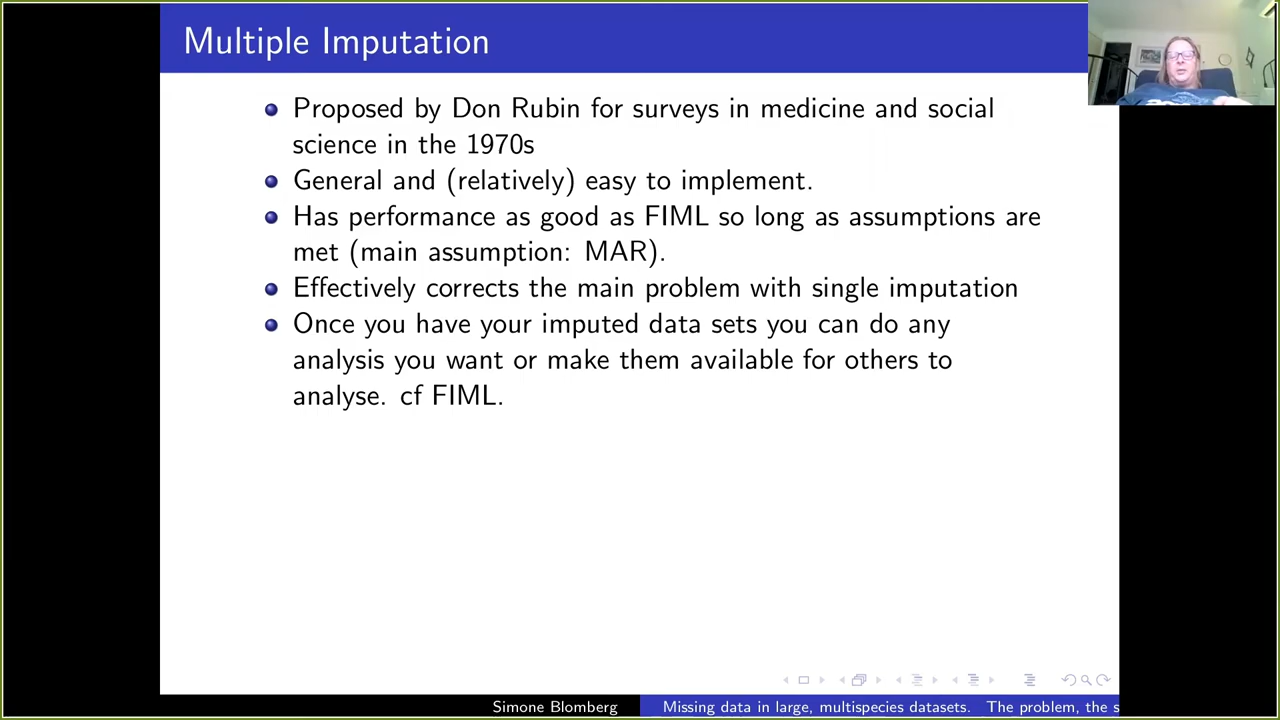 Multiple Imputation
Proposed by Don Rubin for surveys in medicine and social
science in the 1970s
General and (relatively) easy to implement.
Has performance as good as FIML so long as assumptions are
met (main assumption: MAR).
Effectively corrects the main problem with single imputation
Once you have your imputed data sets you can do any
analysis you want or make them available for others to
analyse. cf FIML.
Simone Blomberg
Missing data in large, multispecies datasets. The problem, the s